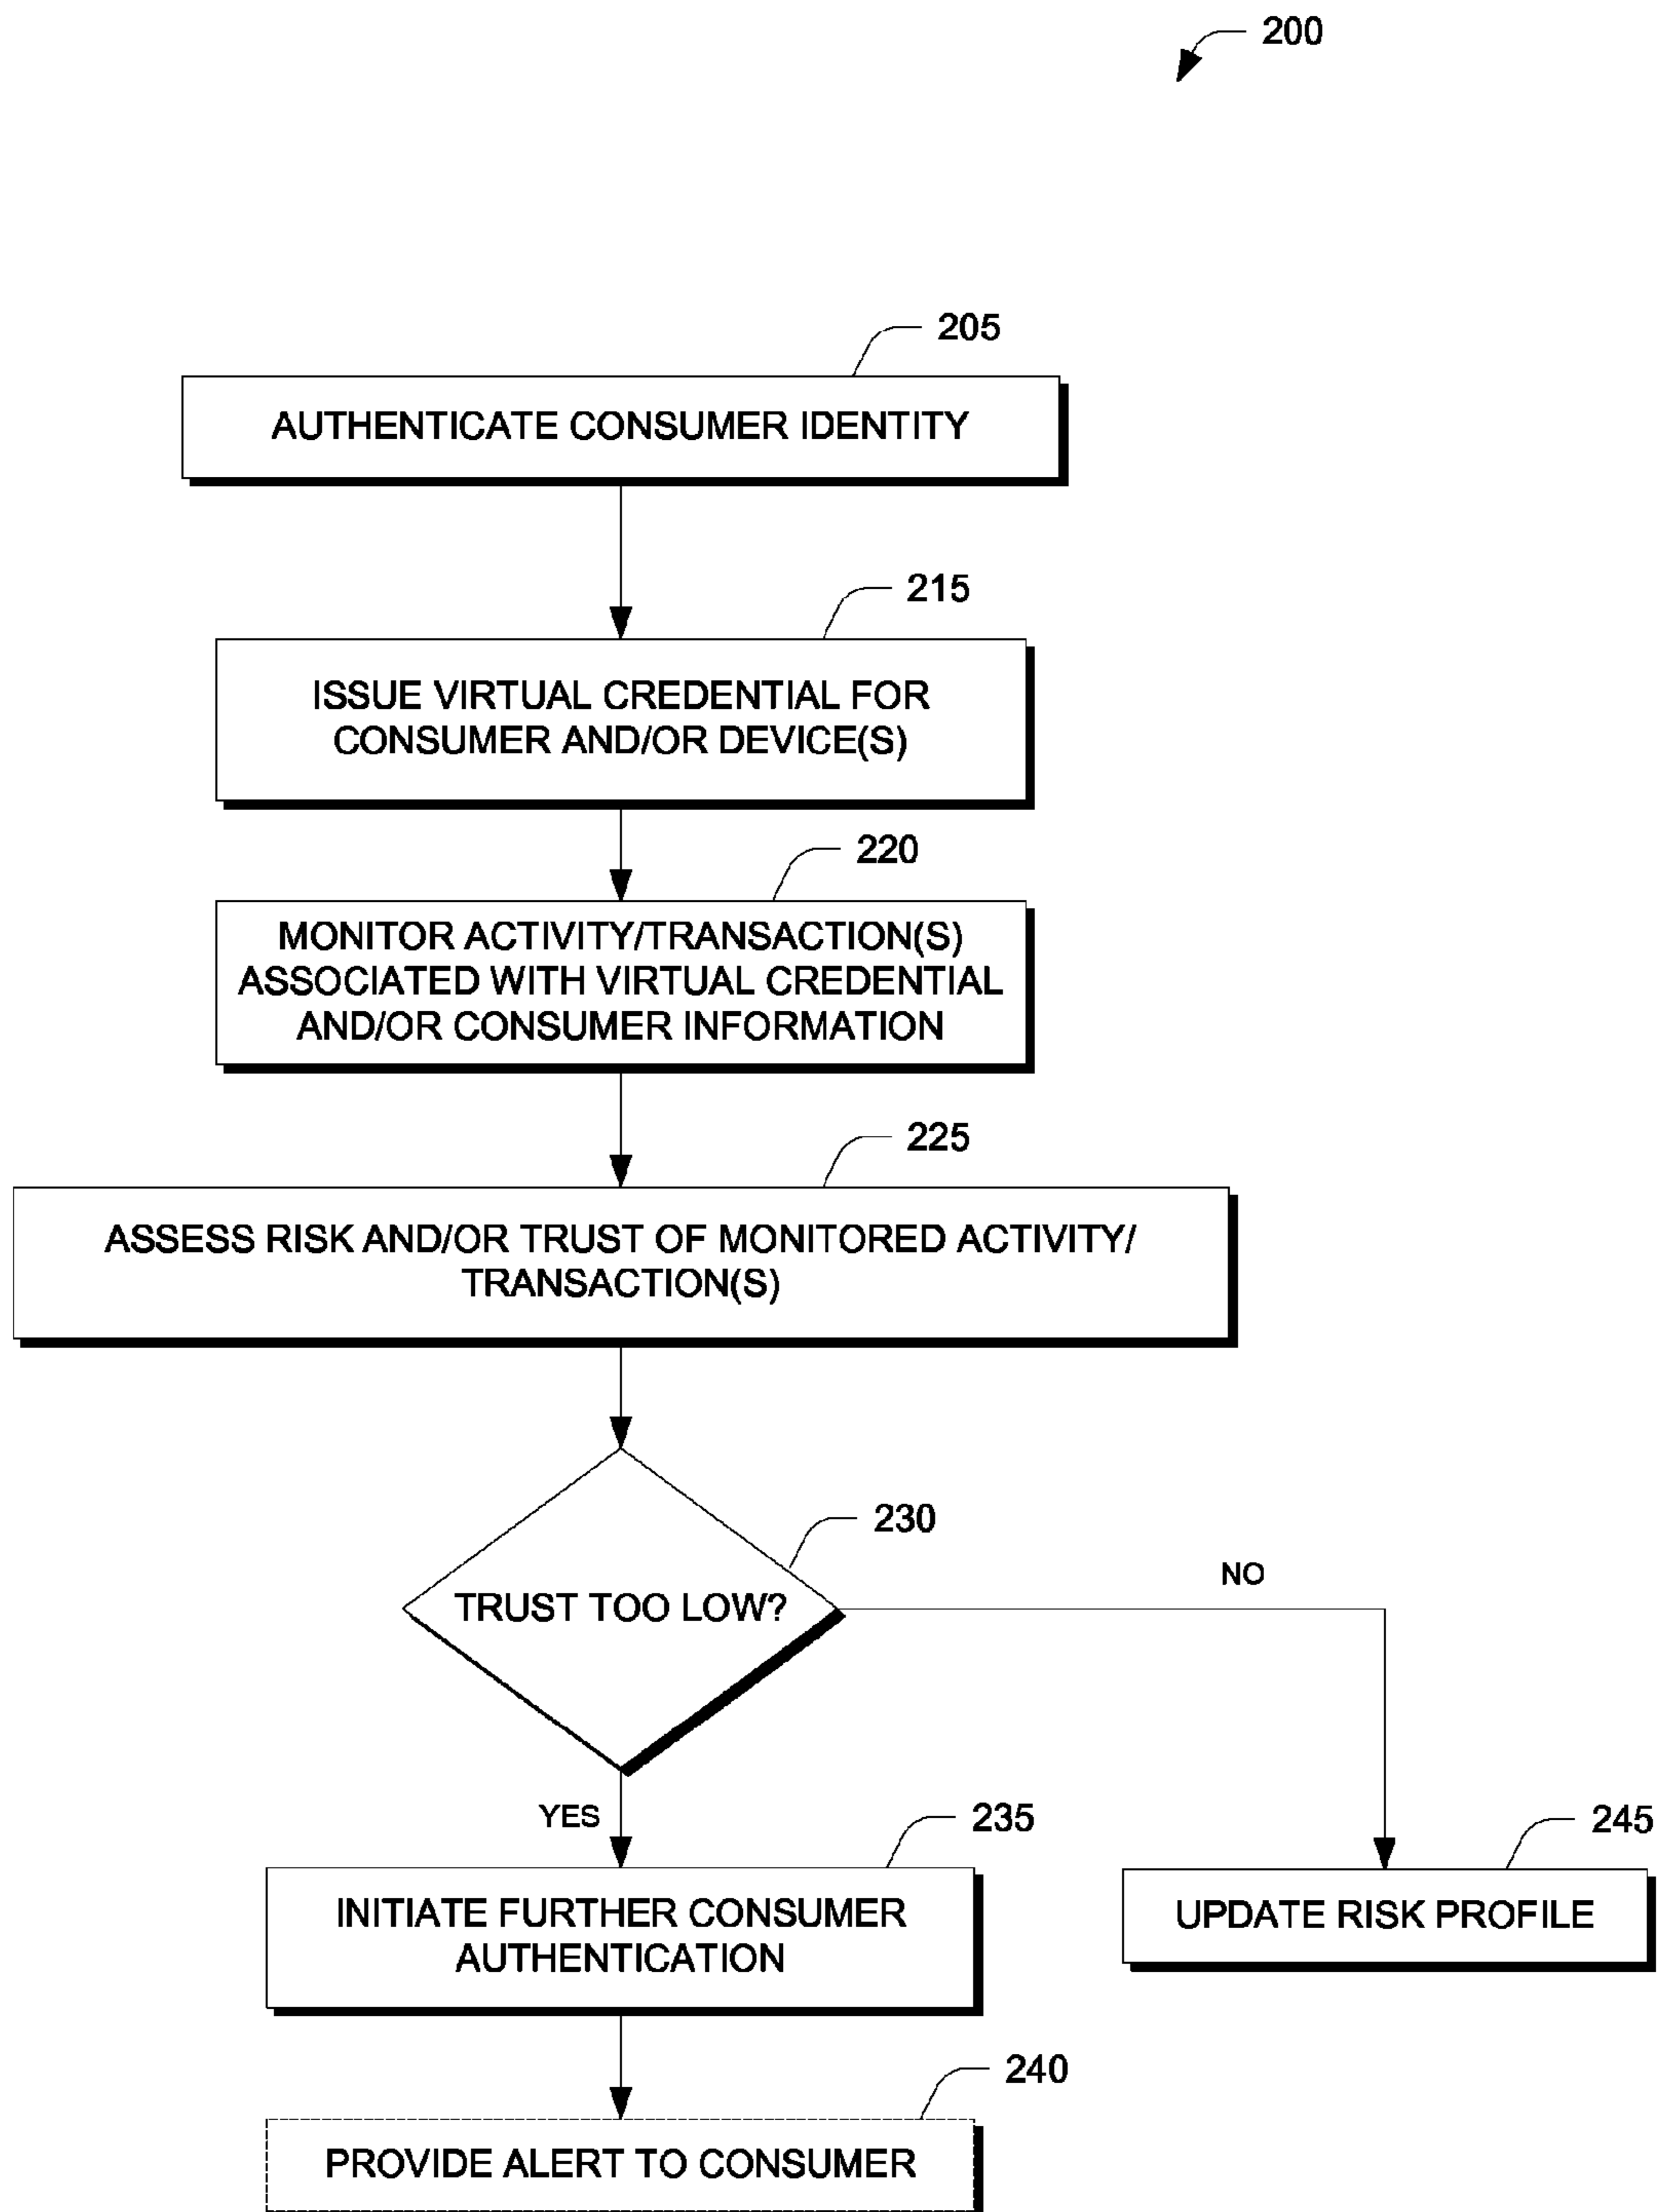 200
205
AUTHENTICATE CONSUMER IDENTITY
215
ISSUE VIRTUAL CREDENTIAL FOR
CONSUMER AND/OR DEVICE(S)
220
MONITOR ACTIVITY/TRANSACTION(S)
ASSOCIATED WITH VIRTUAL CREDENTIAL
AND/OR CONSUMER INFORMATION
225
ASSESS RISK AND/OR TRUST OF MONITORED ACTIVITY/
TRANSACTION(S)
230
TRUST TOO LOW?
NO
YES
235
INITIATE FURTHER CONSUMER
AUTHENTICATION
245
UPDATE RISK PROFILE
240
PROVIDE ALERT TO CONSUMER